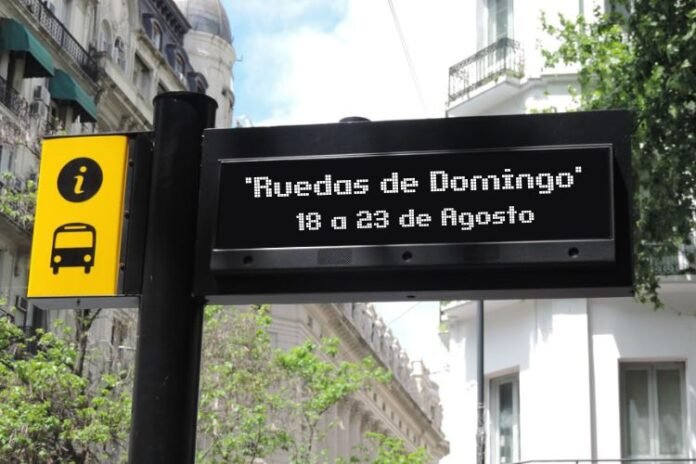 i
"Ruedas de Domingo"
18 a 23 de Agosto